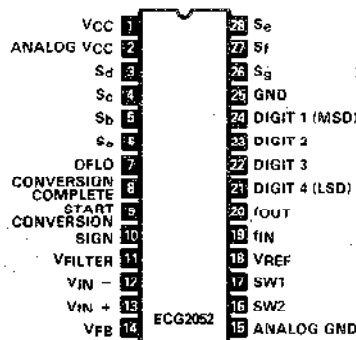 VCC 1
ANALOG VCC 2
Sd 3
Sc 4
Sb 5
Sa 6
OFLO 7
CONVERSION
COMPLETE 8
START
CONVERSION 9
SIGN 10
VFILTER 11
VIN − 12
VIN + 13
VFB 14
28 Se
27 Sf
26 Sg
25 GND
24 DIGIT 1 (MSD)
23 DIGIT 2
22 DIGIT 3
21 DIGIT 4 (LSD)
20 fOUT
19 fIN
18 VREF
17 SW1
16 SW2
15 ANALOG GND
ECG2052